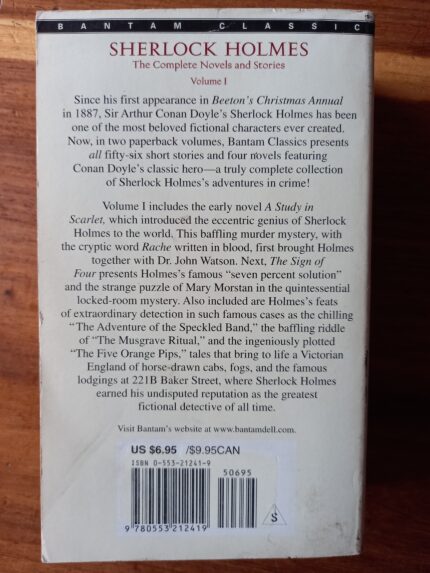 BANTAM CLASSIC
SHERLOCK HOLMES
The Complete Novels and Stories
Volume I
Since his first appearance in Beeton's Christmas Annual
in 1887, Sir Arthur Conan Doyle's Sherlock Holmes has been
one of the most beloved fictional characters ever created.
Now, in two paperback volumes, Bantam Classics presents
all fifty-six short stories and four novels featuring
Conan Doyle's classic hero—a truly complete collection
of Sherlock Holmes's adventures in crime!
Volume I includes the early novel A Study in
Scarlet, which introduced the eccentric genius of Sherlock
Holmes to the world. This baffling murder mystery, with
the cryptic word Rache written in blood, first brought Holmes
together with Dr. John Watson. Next, The Sign of
Four presents Holmes's famous "seven percent solution"
and the strange puzzle of Mary Morstan in the quintessential
locked-room mystery. Also included are Holmes's feats
of extraordinary detection in such famous cases as the chilling
"The Adventure of the Speckled Band," the baffling riddle
of "The Musgrave Ritual," and the ingeniously plotted
"The Five Orange Pips," tales that bring to life a Victorian
England of horse-drawn cabs, fogs, and the famous
lodgings at 221B Baker Street, where Sherlock Holmes
earned his undisputed reputation as the greatest
fictional detective of all time.
Visit Bantam's website at www.bantamdell.com.
US $6.95 /$9.95CAN
ISBN 0-553-21241-9
50695
9 780553 212419
S